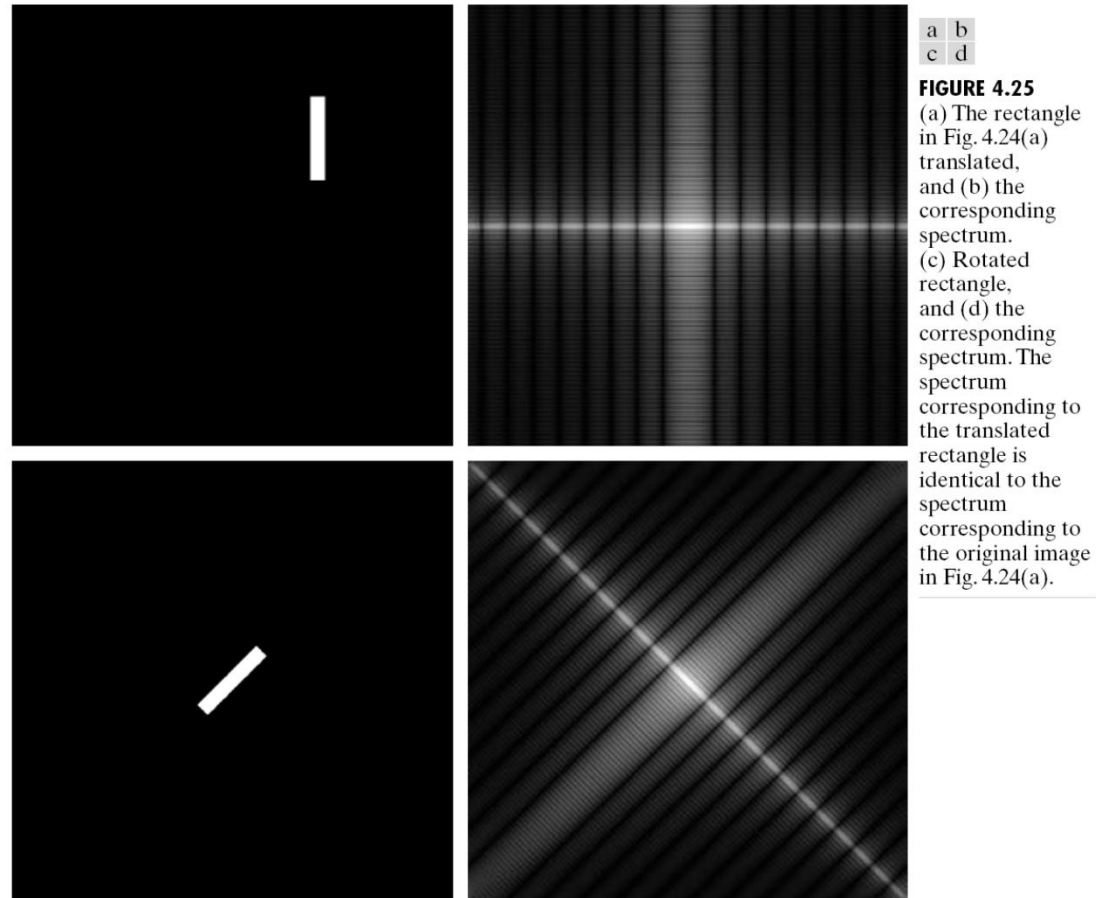 a b
c d
FIGURE 4.25
(a) The rectangle
in Fig. 4.24(a)
translated,
and (b) the
corresponding
spectrum.
(c) Rotated
rectangle,
and (d) the
corresponding
spectrum. The
spectrum
corresponding to
the translated
rectangle is
identical to the
spectrum
corresponding to
the original image
in Fig. 4.24(a).